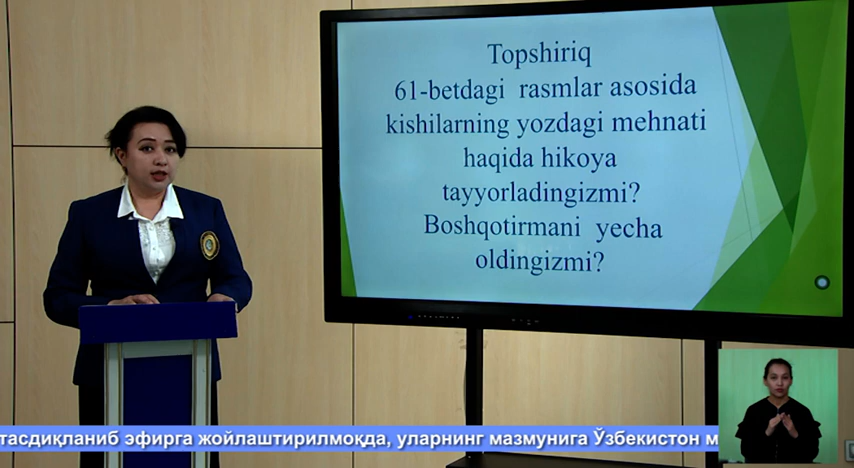 Topshiriq
61-betdagi rasmlar asosida
kishilarning yozdagi mehnati
haqida hikoya
tayyorladingizmi?
Boshqotirmani yecha
oldingizmi?
тасдиқланиб эфирга жойлаштирилмоқда, уларнинг мазмунига Ўзбекистон м